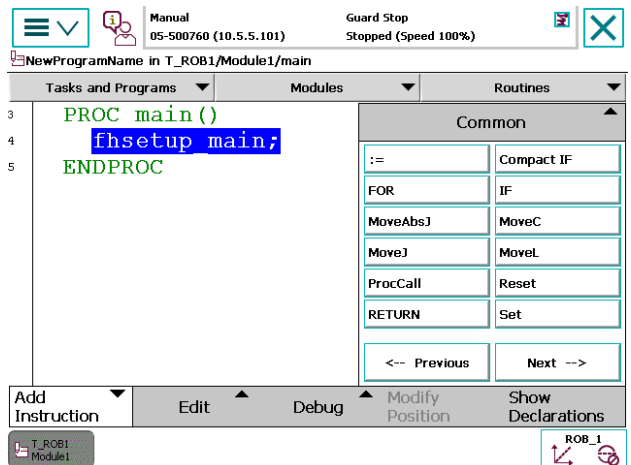 Manual
05-500760 (10.5.5.101)
Guard Stop
Stopped (Speed 100%)
NewProgramName in T_ROB1/Module1/main
Tasks and Programs
Modules
Routines
3 PROC main()
4 fhsetup_main;
5 ENDPROC
Common
:= Compact IF
FOR IF
MoveAbsJ MoveC
MoveJ MoveL
ProcCall Reset
RETURN Set
<-- Previous Next -->
Add Instruction
Edit
Debug
Modify Position
Show Declarations
T_ROB1
Module1
ROB_1